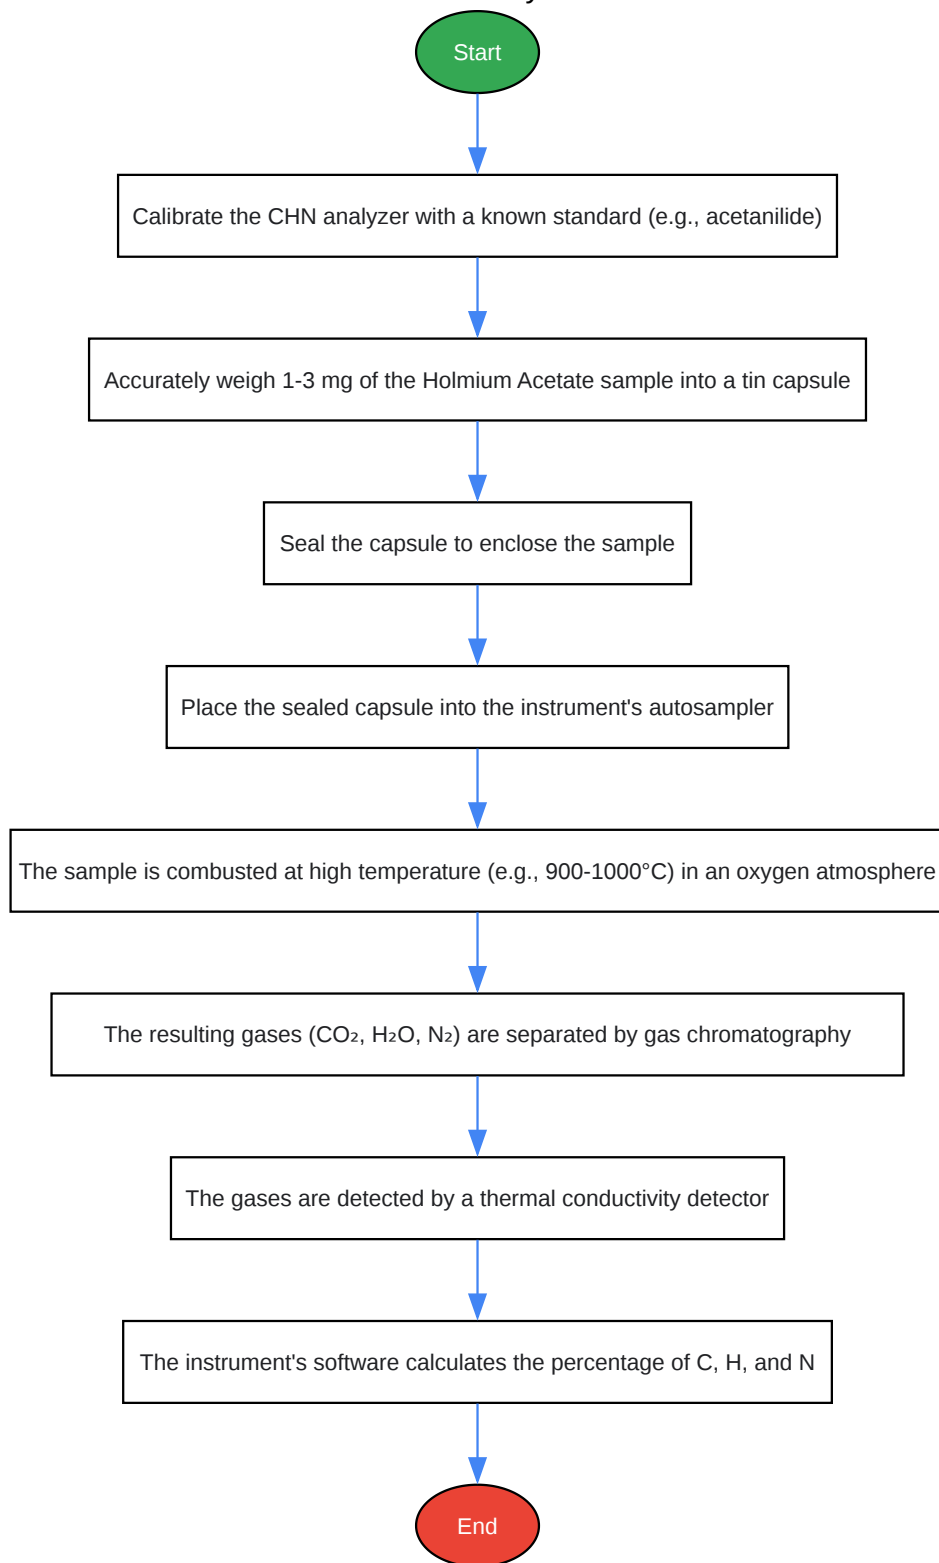 Start
Calibrate the CHN analyzer with a known standard (e.g., acetanilide)
Accurately weigh 1-3 mg of the Holmium Acetate sample into a tin capsule
Seal the capsule to enclose the sample
Place the sealed capsule into the instrument's autosampler
The sample is combusted at high temperature (e.g., 900-1000°C) in an oxygen atmosphere
The resulting gases (CO₂, H₂O, N₂) are separated by gas chromatography
The gases are detected by a thermal conductivity detector
The instrument's software calculates the percentage of C, H, and N
End